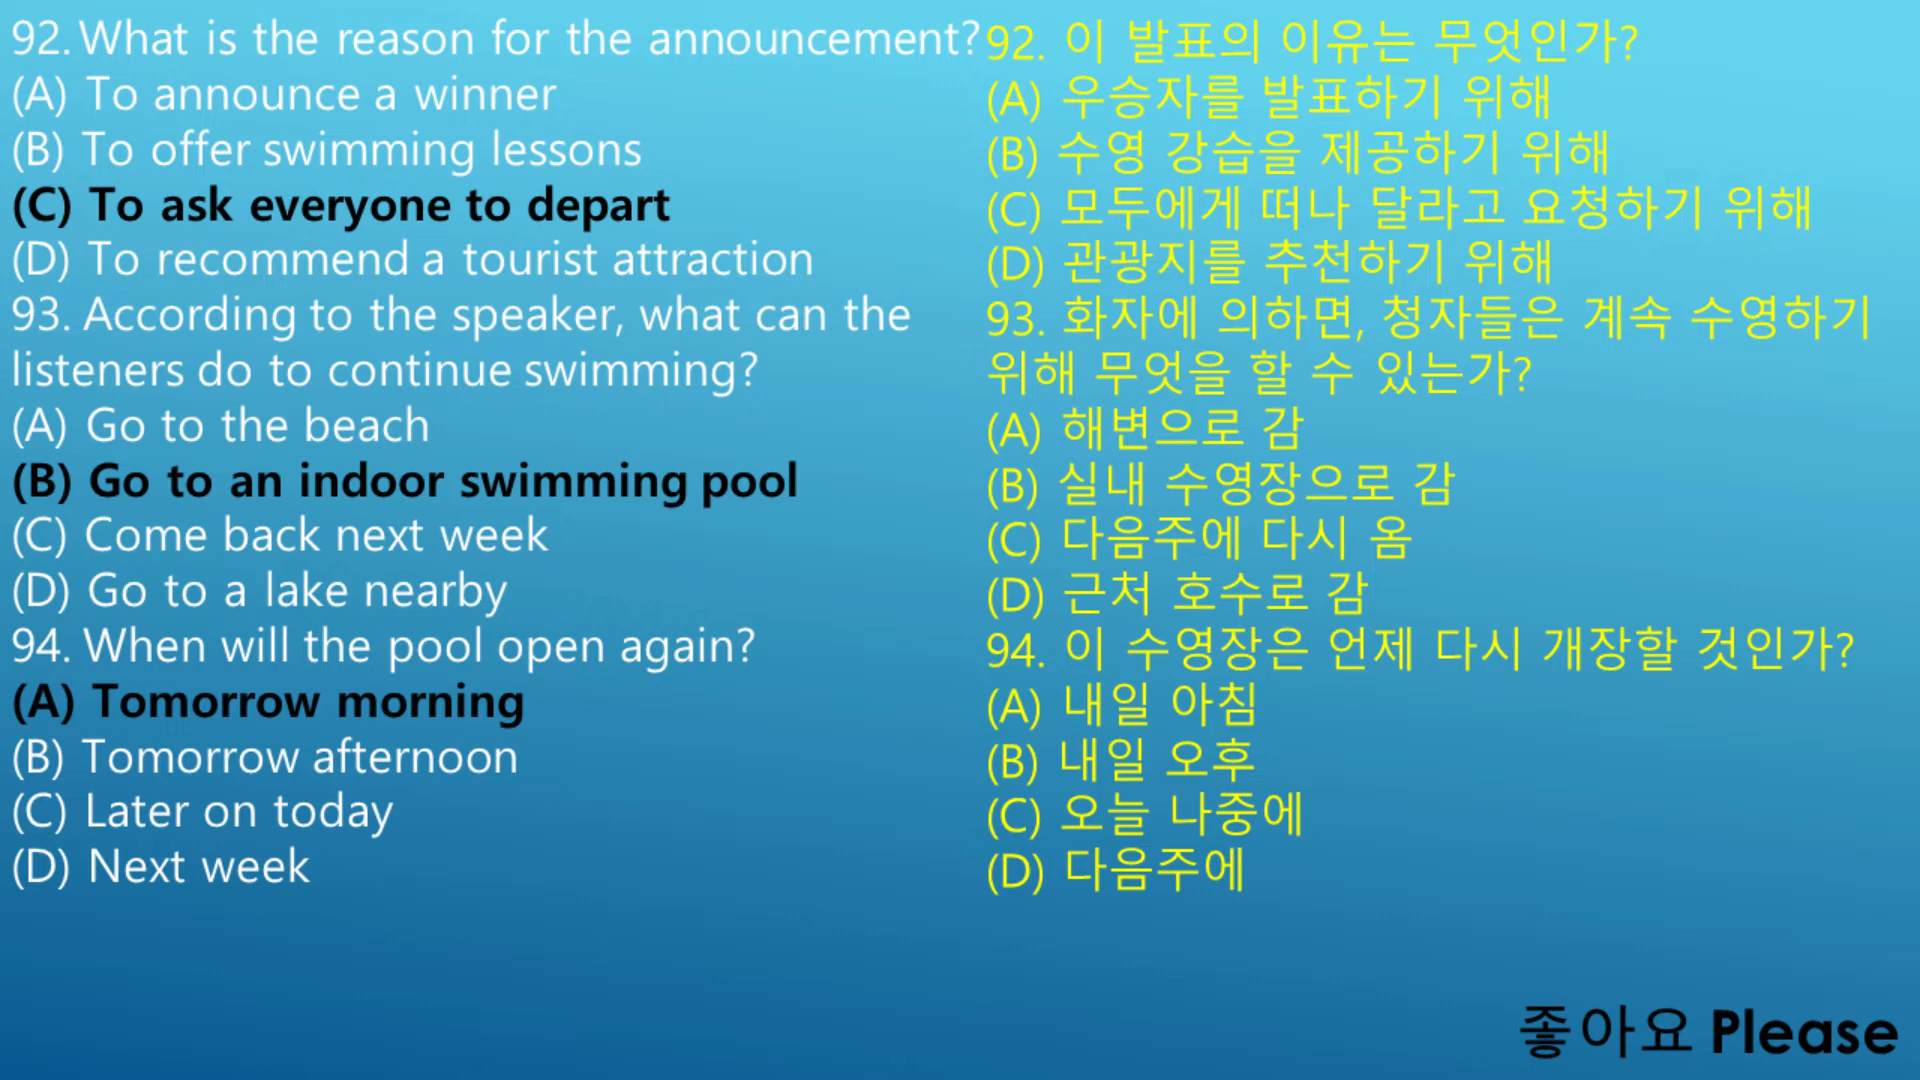 92. What is the reason for the announcement?
(A) To announce a winner
(B) To offer swimming lessons
(C) To ask everyone to depart
(D) To recommend a tourist attraction
93. According to the speaker, what can the
listeners do to continue swimming?
(A) Go to the beach
(B) Go to an indoor swimming pool
(C) Come back next week
(D) Go to a lake nearby
94. When will the pool open again?
(A) Tomorrow morning
(B) Tomorrow afternoon
(C) Later on today
(D) Next week
92. 이 발표의 이유는 무엇인가?
(A) 우승자를 발표하기 위해
(B) 수영 강습을 제공하기 위해
(C) 모두에게 떠나 달라고 요청하기 위해
(D) 관광지를 추천하기 위해
93. 화자에 의하면, 청자들은 계속 수영하기
위해 무엇을 할 수 있는가?
(A) 해변으로 감
(B) 실내 수영장으로 감
(C) 다음주에 다시 옴
(D) 근처 호수로 감
94. 이 수영장은 언제 다시 개장할 것인가?
(A) 내일 아침
(B) 내일 오후
(C) 오늘 나중에
(D) 다음주에
좋아요 Please